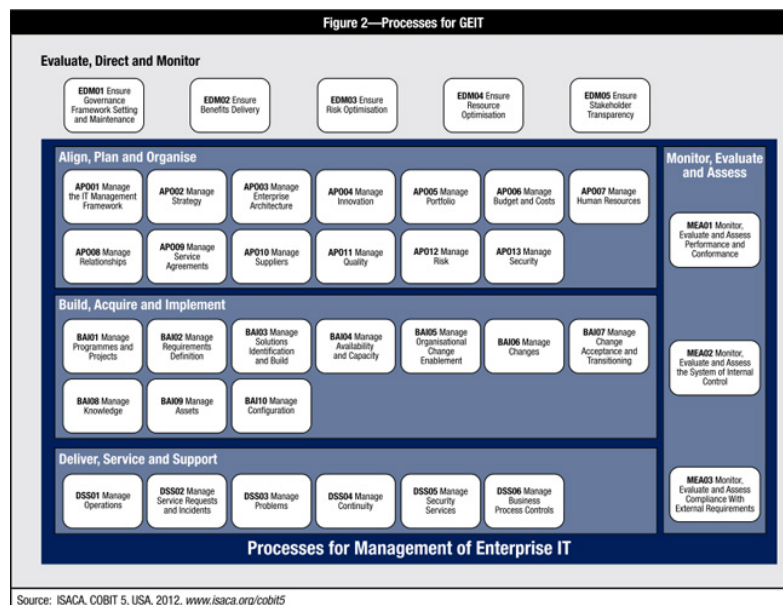 Figure 2—Processes for GEIT
Evaluate, Direct and Monitor
EDM01 Ensure
Governance
Framework Setting
and Maintenance
EDM02 Ensure
Benefits Delivery
EDM03 Ensure
Risk Optimisation
EDM04 Ensure
Resource
Optimisation
EDM05 Ensure
Stakeholder
Transparency
Align, Plan and Organise
APO01 Manage
the IT Management
Framework
APO02 Manage
Strategy
APO03 Manage
Enterprise
Architecture
APO04 Manage
Innovation
APO05 Manage
Portfolio
APO06 Manage
Budget and Costs
APO07 Manage
Human Resources
APO08 Manage
Relationships
APO09 Manage
Service
Agreements
APO10 Manage
Suppliers
APO11 Manage
Quality
APO12 Manage
Risk
APO13 Manage
Security
Build, Acquire and Implement
BAI01 Manage
Programmes and
Projects
BAI02 Manage
Requirements
Definition
BAI03 Manage
Solutions
Identification
and Build
BAI04 Manage
Availability
and Capacity
BAI05 Manage
Organisational
Change
Enablement
BAI06 Manage
Changes
BAI07 Manage
Change
Acceptance and
Transitioning
BAI08 Manage
Knowledge
BAI09 Manage
Assets
BAI10 Manage
Configuration
Deliver, Service and Support
DSS01 Manage
Operations
DSS02 Manage
Service Requests
and Incidents
DSS03 Manage
Problems
DSS04 Manage
Continuity
DSS05 Manage
Security
Services
DSS06 Manage
Business
Process Controls
Monitor, Evaluate
and Assess
MEA01 Monitor,
Evaluate and Assess
Performance and
Conformance
MEA02 Monitor,
Evaluate and Assess
the System of Internal
Control
MEA03 Monitor,
Evaluate and Assess
Compliance With
External Requirements
Processes for Management of Enterprise IT
Source: ISACA, COBIT 5, USA, 2012, www.isaca.org/cobit5